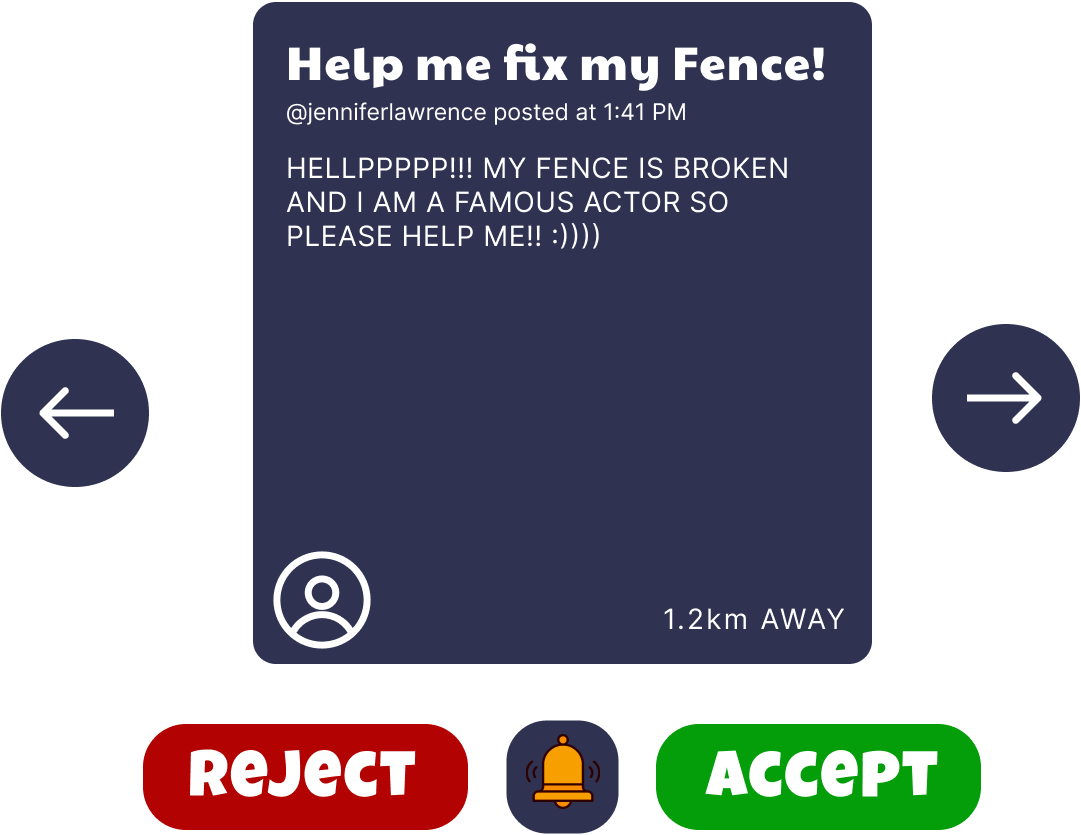 Help me fix my Fence!
@jenniferlawrence posted at 1:41 PM
HELLPPPPP!!! MY FENCE IS BROKEN
AND I AM A FAMOUS ACTOR SO
PLEASE HELP ME!! :))))
1.2km AWAY
REJECT
ACCEPT